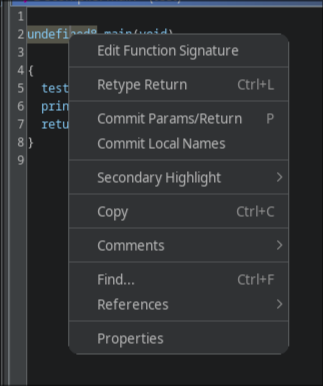 1
2 undefined8 main(void)
3
4 {
5 test
6 prin
7 retu
8 }
9
Edit Function Signature
Retype Return Ctrl+L
Commit Params/Return P
Commit Local Names
Secondary Highlight
Copy Ctrl+C
Comments
Find... Ctrl+F
References
Properties